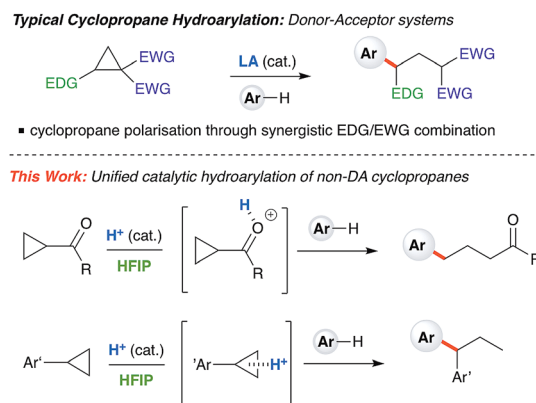 Typical Cyclopropane Hydroarylation: Donor-Acceptor systems
EWG
EDG
EWG
LA (cat.)
Ar—H
Ar
EWG
EDG EWG
▪ cyclopropane polarisation through synergistic EDG/EWG combination
This Work: Unified catalytic hydroarylation of non-DA cyclopropanes
O
R
H+ (cat.)
HFIP
H
O
⊕
R
Ar—H
Ar
O
R
Ar'
H+ (cat.)
HFIP
'Ar
H+
Ar—H
Ar
Ar'